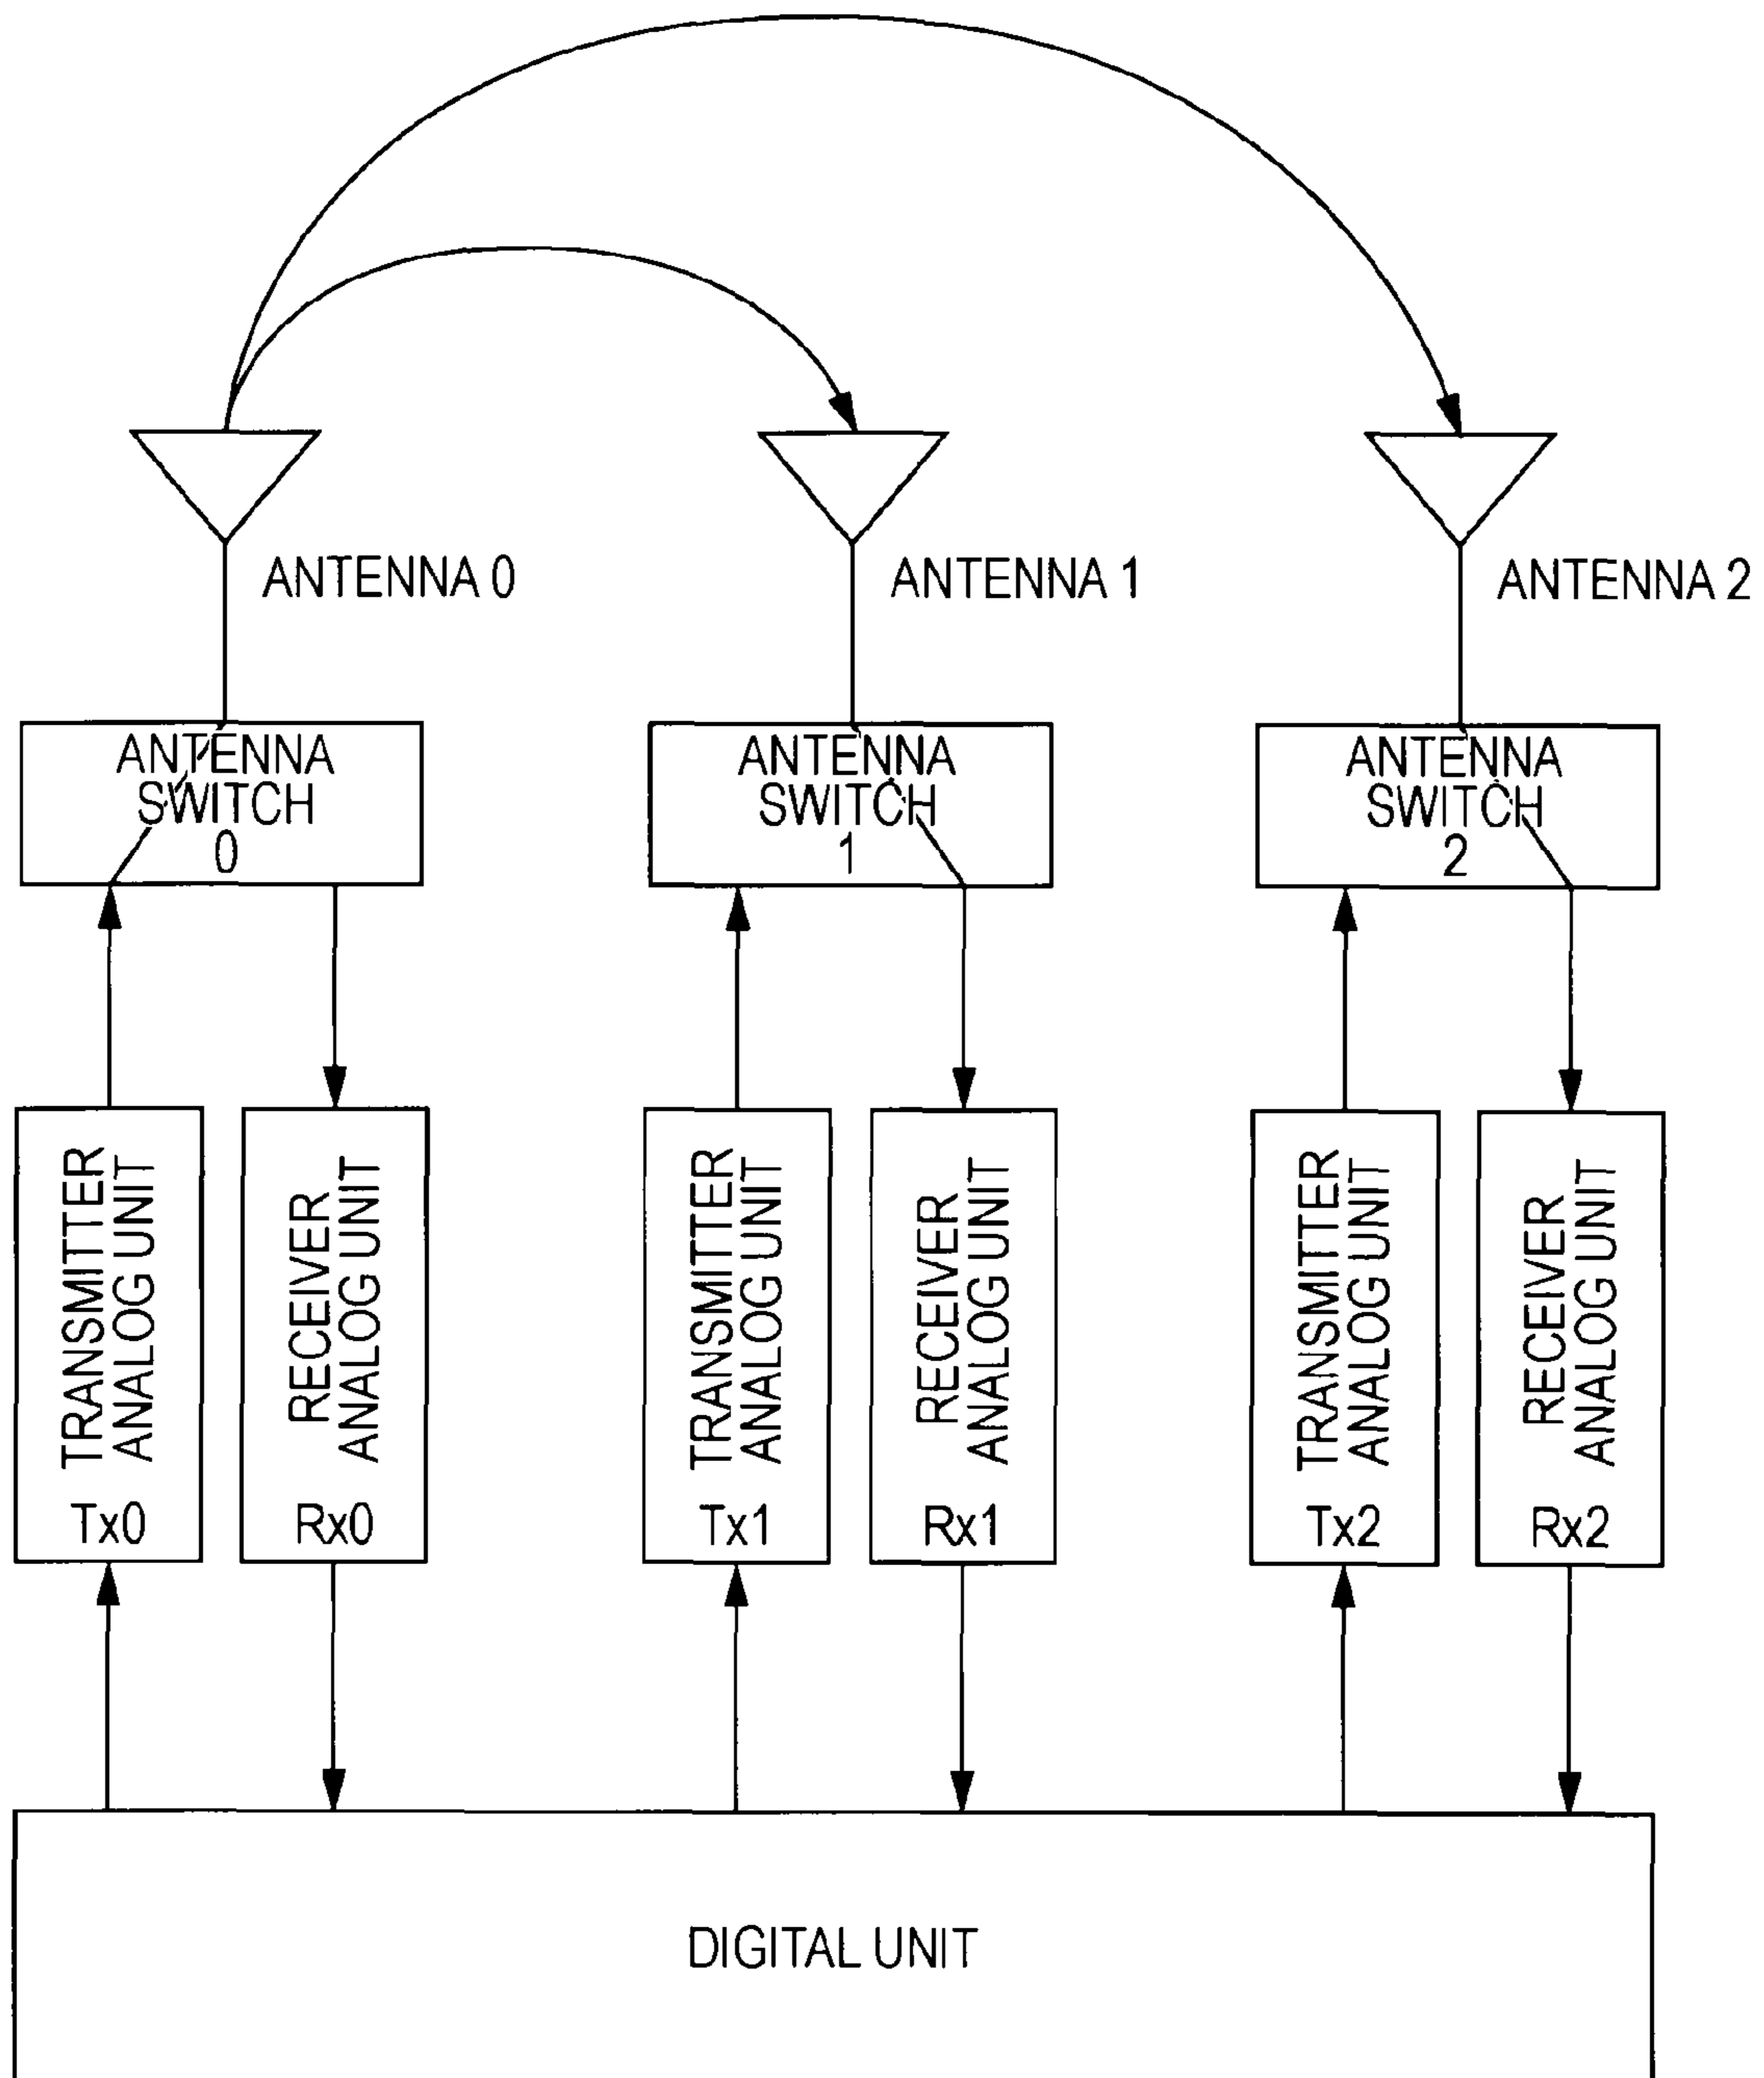 ANTENNA 0
ANTENNA 1
ANTENNA 2
ANTENNA
SWITCH
0
ANTENNA
SWITCH
1
ANTENNA
SWITCH
2
TRANSMITTER
ANALOG UNIT
Tx0
RECEIVER
ANALOG UNIT
Rx0
TRANSMITTER
ANALOG UNIT
Tx1
RECEIVER
ANALOG UNIT
Rx1
TRANSMITTER
ANALOG UNIT
Tx2
RECEIVER
ANALOG UNIT
Rx2
DIGITAL UNIT